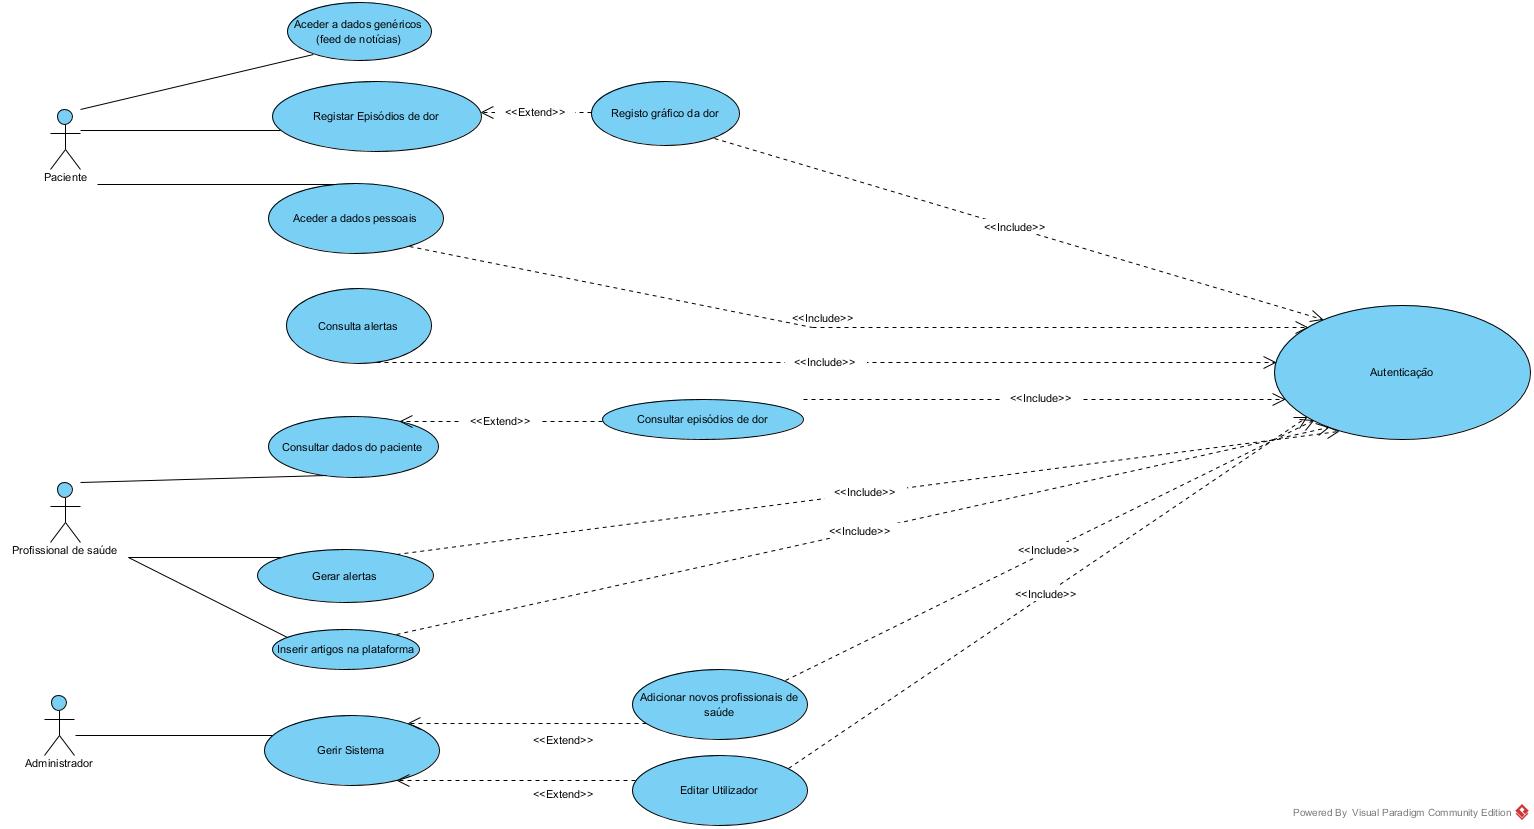 Aceder a dados genéricos
(feed de notícias)
Registar Episódios de dor
<<Extend>>
Registo gráfico da dor
Paciente
Aceder a dados pessoais
<<Include>>
<<Include>>
Consulta alertas
<<Include>>
Autenticação
<<Include>>
Consultar dados do paciente
<<Extend>>
Consultar episódios de dor
<<Include>>
<<Include>>
Profissional de saúde
<<Include>>
Gerar alertas
<<Include>>
Inserir artigos na plataforma
Adicionar novos profissionais de
saúde
<<Extend>>
Gerir Sistema
Administrador
Editar Utilizador
<<Extend>>
Powered By Visual Paradigm Community Edition